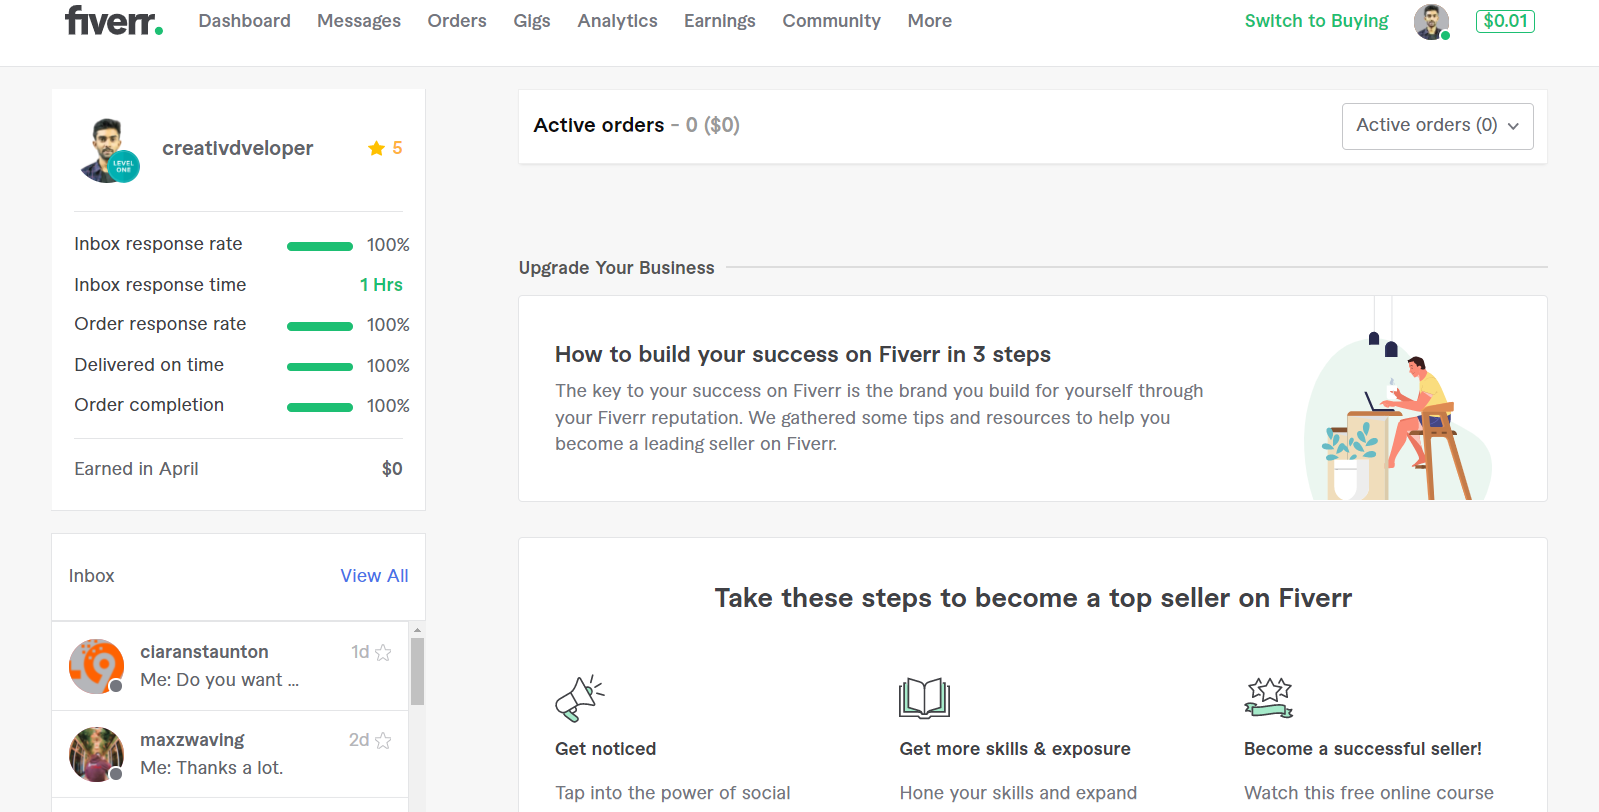 fiverr.
Dashboard Messages Orders Gigs Analytics Earnings Community More Switch to Buying $0.01
LEVEL
ONE
creativdveloper 5
Inbox response rate 100%
Inbox response time 1 Hrs
Order response rate 100%
Delivered on time 100%
Order completion 100%
Earned in April $0
Inbox View All
ciaranstaunton 1d
Me: Do you want ...
maxzwaving 2d
Me: Thanks a lot.
Active orders - 0 ($0) Active orders (0)
Upgrade Your Business
How to build your success on Fiverr in 3 steps
The key to your success on Fiverr is the brand you build for yourself through
your Fiverr reputation. We gathered some tips and resources to help you
become a leading seller on Fiverr.
Take these steps to become a top seller on Fiverr
Get noticed
Tap into the power of social
Get more skills & exposure
Hone your skills and expand
Become a successful seller!
Watch this free online course